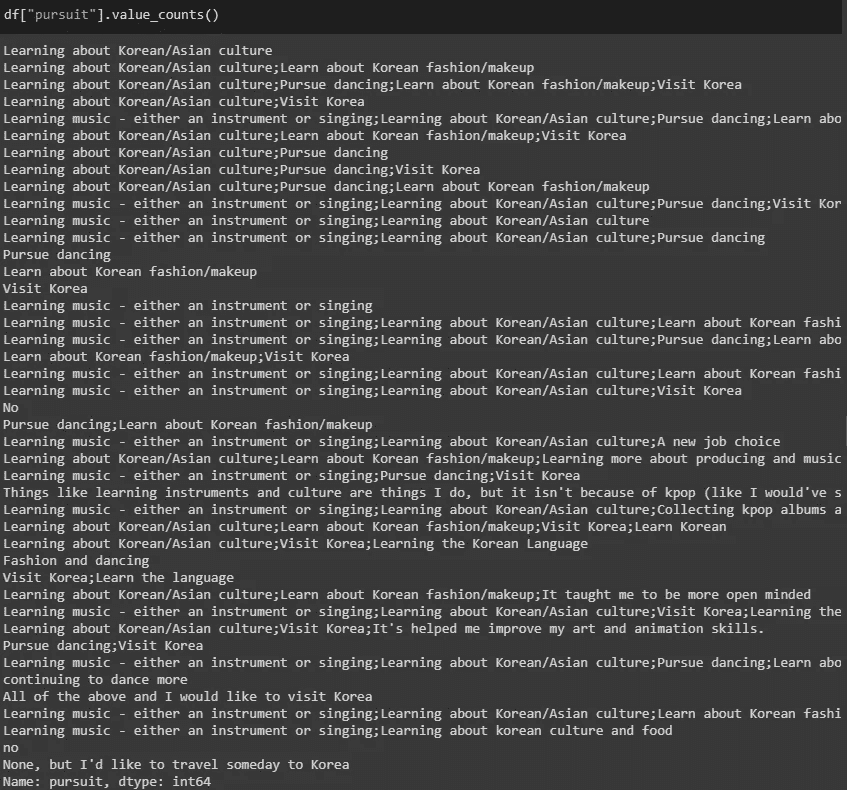 df["pursuit"].value_counts()
Learning about Korean/Asian culture
Learning about Korean/Asian culture;Learn about Korean fashion/makeup
Learning about Korean/Asian culture;Pursue dancing;Learn about Korean fashion/makeup;Visit Korea
Learning about Korean/Asian culture;Visit Korea
Learning music - either an instrument or singing;Learning about Korean/Asian culture;Pursue dancing;Learn abo
Learning about Korean/Asian culture;Learn about Korean fashion/makeup;Visit Korea
Learning about Korean/Asian culture;Pursue dancing
Learning about Korean/Asian culture;Pursue dancing;Visit Korea
Learning about Korean/Asian culture;Pursue dancing;Learn about Korean fashion/makeup
Learning music - either an instrument or singing;Learning about Korean/Asian culture;Pursue dancing;Visit Kor
Learning music - either an instrument or singing;Learning about Korean/Asian culture
Learning music - either an instrument or singing;Learning about Korean/Asian culture;Pursue dancing
Pursue dancing
Learn about Korean fashion/makeup
Visit Korea
Learning music - either an instrument or singing
Learning music - either an instrument or singing;Learning about Korean/Asian culture;Learn about Korean fashi
Learning music - either an instrument or singing;Learning about Korean/Asian culture;Pursue dancing;Learn abo
Learn about Korean fashion/makeup;Visit Korea
Learning music - either an instrument or singing;Learning about Korean/Asian culture;Learn about Korean fashi
Learning music - either an instrument or singing;Learning about Korean/Asian culture;Visit Korea
No
Pursue dancing;Learn about Korean fashion/makeup
Learning music - either an instrument or singing;Learning about Korean/Asian culture;A new job choice
Learning about Korean/Asian culture;Learn about Korean fashion/makeup;Learning more about producing and music
Learning music - either an instrument or singing;Pursue dancing;Visit Korea
Things like learning instruments and culture are things I do, but it isn't because of kpop (like I would've s
Learning music - either an instrument or singing;Learning about Korean/Asian culture;Collecting kpop albums a
Learning about Korean/Asian culture;Learn about Korean fashion/makeup;Visit Korea;Learn Korean
Learning about Korean/Asian culture;Visit Korea;Learning the Korean Language
Fashion and dancing
Visit Korea;Learn the language
Learning about Korean/Asian culture;Learn about Korean fashion/makeup;It taught me to be more open minded
Learning music - either an instrument or singing;Learning about Korean/Asian culture;Visit Korea;Learning the
Learning about Korean/Asian culture;Visit Korea;It's helped me improve my art and animation skills.
Pursue dancing;Visit Korea
Learning music - either an instrument or singing;Learning about Korean/Asian culture;Pursue dancing;Learn abo
continuing to dance more
All of the above and I would like to visit Korea
Learning music - either an instrument or singing;Learning about Korean/Asian culture;Learn about Korean fashi
Learning music - either an instrument or singing;Learning about korean culture and food
no
None, but I'd like to travel someday to Korea
Name: pursuit, dtype: int64